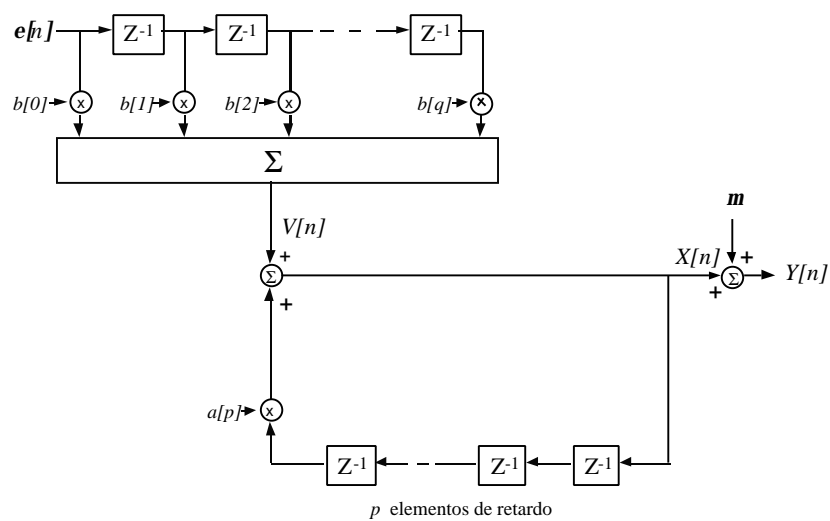 e[n]
Z-1
Z-1
Z-1
b[0]
x
b[1]
x
b[2]
x
b[q]
x
Σ
V[n]
m
+
Σ
+
X[n]
+
Σ
+
Y[n]
a[p]
x
Z-1
Z-1
Z-1
p elementos de retardo